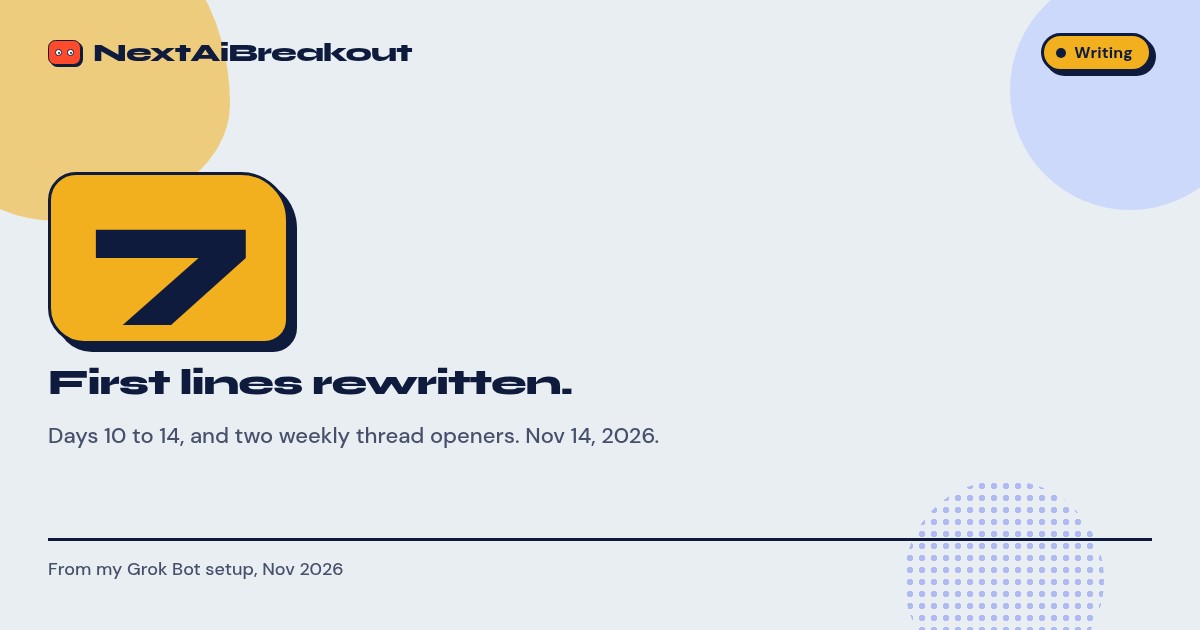 NextAiBreakout
Writing
7
First lines rewritten.
Days 10 to 14, and two weekly thread openers. Nov 14, 2026.
From my Grok Bot setup, Nov 2026